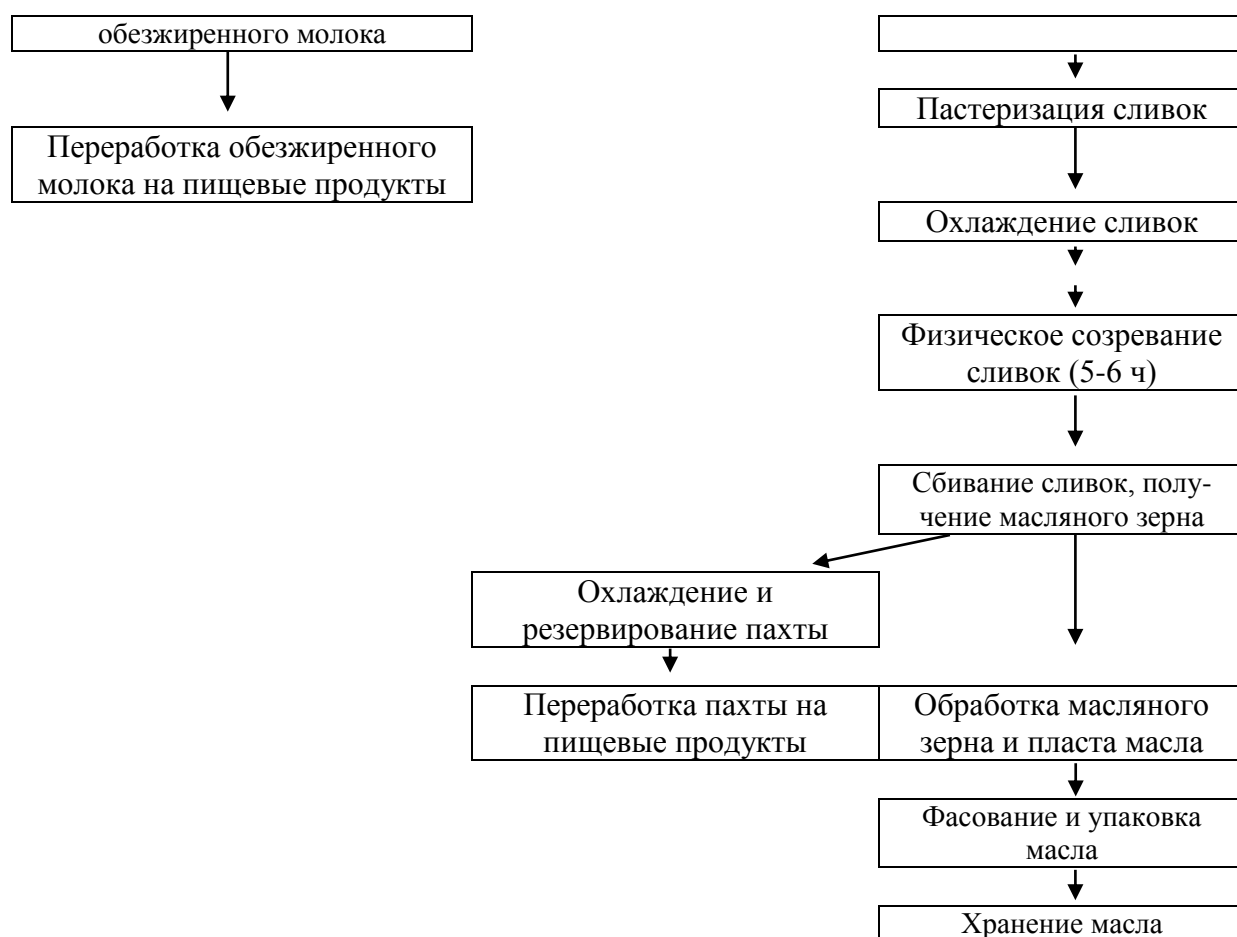 обезжиренного молока
Пастеризация сливок
Переработка обезжиренного
молока на пищевые продукты
Охлаждение сливок
Физическое созревание
сливок (5-6 ч)
Сбивание сливок, полу-
чение масляного зерна
Охлаждение и
резервирование пахты
Переработка пахты на
пищевые продукты
Обработка масляного
зерна и пласта масла
Фасование и упаковка
масла
Хранение масла